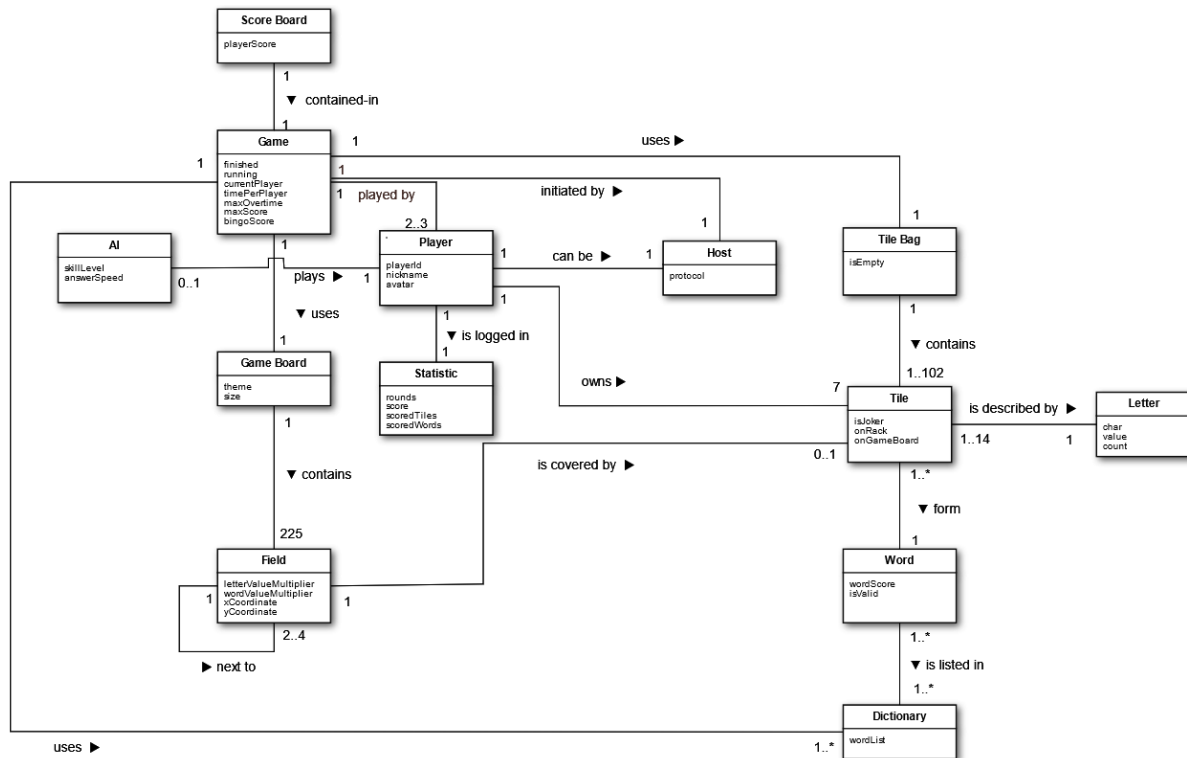 Score Board
playerScore
1
▼ contained-in
1
Game
finished
running
currentPlayer
timePerPlayer
maxOvertime
maxScore
bingoScore
1
uses ▶
1
1
initiated by ▶
1
1
played by
2..3
1
AI
skillLevel
answerSpeed
0..1
plays ▶
1
Player
playerId
nickname
avatar
1
can be ▶
1
Host
protocol
Tile Bag
isEmpty
1
▼ uses
1
1
▼ is logged in
1
1
owns ▶
7
1
▼ contains
1..102
Game Board
theme
size
Statistic
rounds
score
scoredTiles
scoredWords
Tile
isJoker
onRack
onGameBoard
is described by ▶
1..14
1
Letter
char
value
count
1
▼ contains
225
is covered by ▶
0..1
1
1..*
▼ form
1
Field
letterValueMultiplier
wordValueMultiplier
xCoordinate
yCoordinate
1
2..4
▶ next to
Word
wordScore
isValid
1..*
▼ is listed in
1..*
Dictionary
wordList
uses ▶
1..*